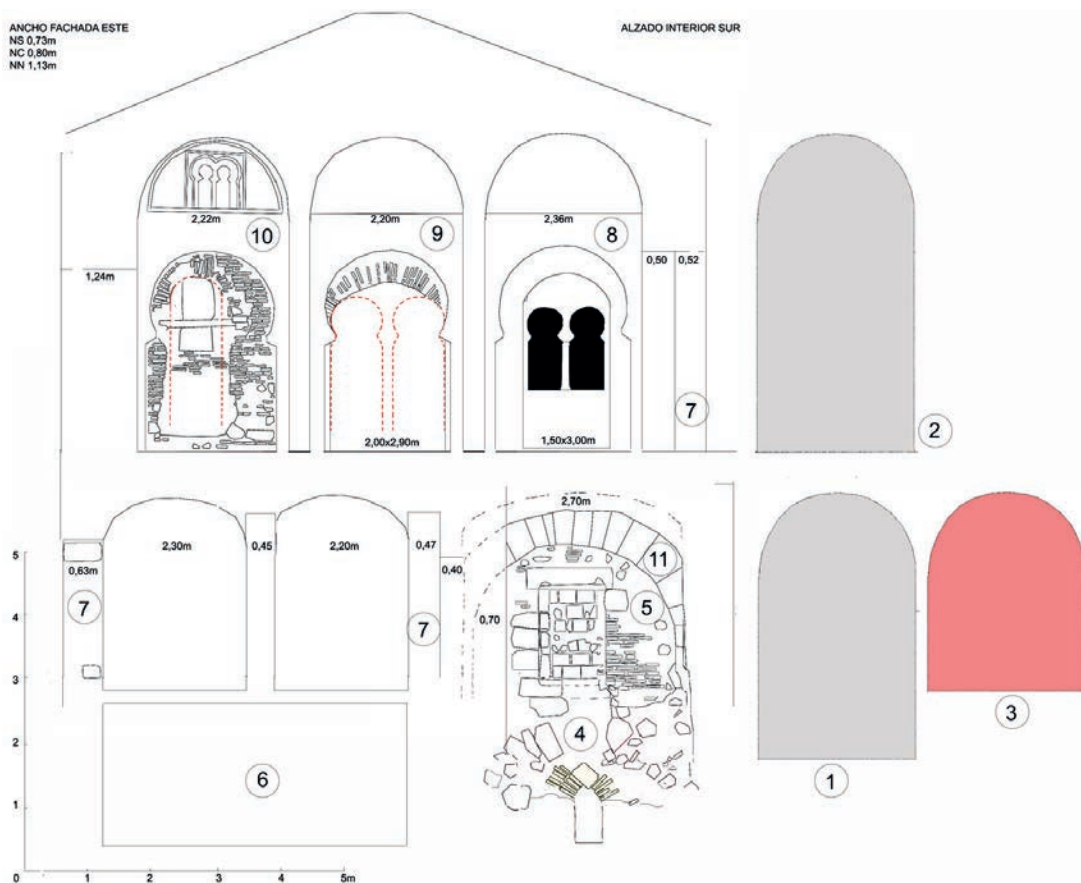 ANCHO FACHADA ESTE
NS 0,73m
NC 0,80m
NN 1,13m
ALZADO INTERIOR SUR
2,22m
2,20m
2,36m
10
9
8
1,24m
0,50
0,52
7
2
2,00x2,90m
1,50x3,00m
2,70m
5
2,30m
0,45
2,20m
0,47
11
0,63m
0,40
4
7
7
0,70
5
3
3
4
2
6
1
1
0
1
2
3
4
5m